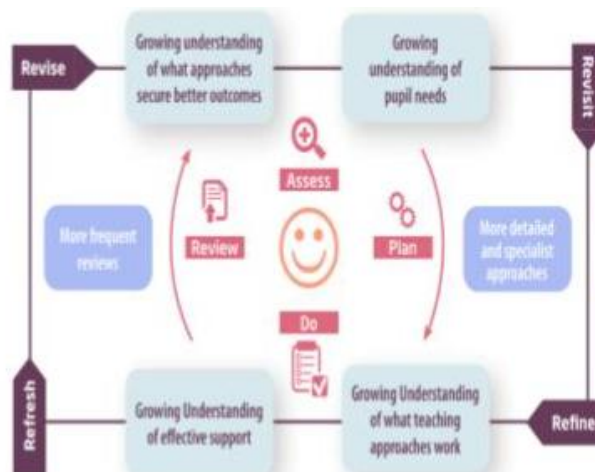 Revise
Growing understanding
of what approaches
secure better outcomes
Growing
understanding of
pupil needs
Revisit
Assess
More frequent
reviews
Review
Plan
More detailed
and specialist
approaches
Do
Refresh
Growing Understanding
of effective support
Growing Understanding
of what teaching
approaches work
Refine